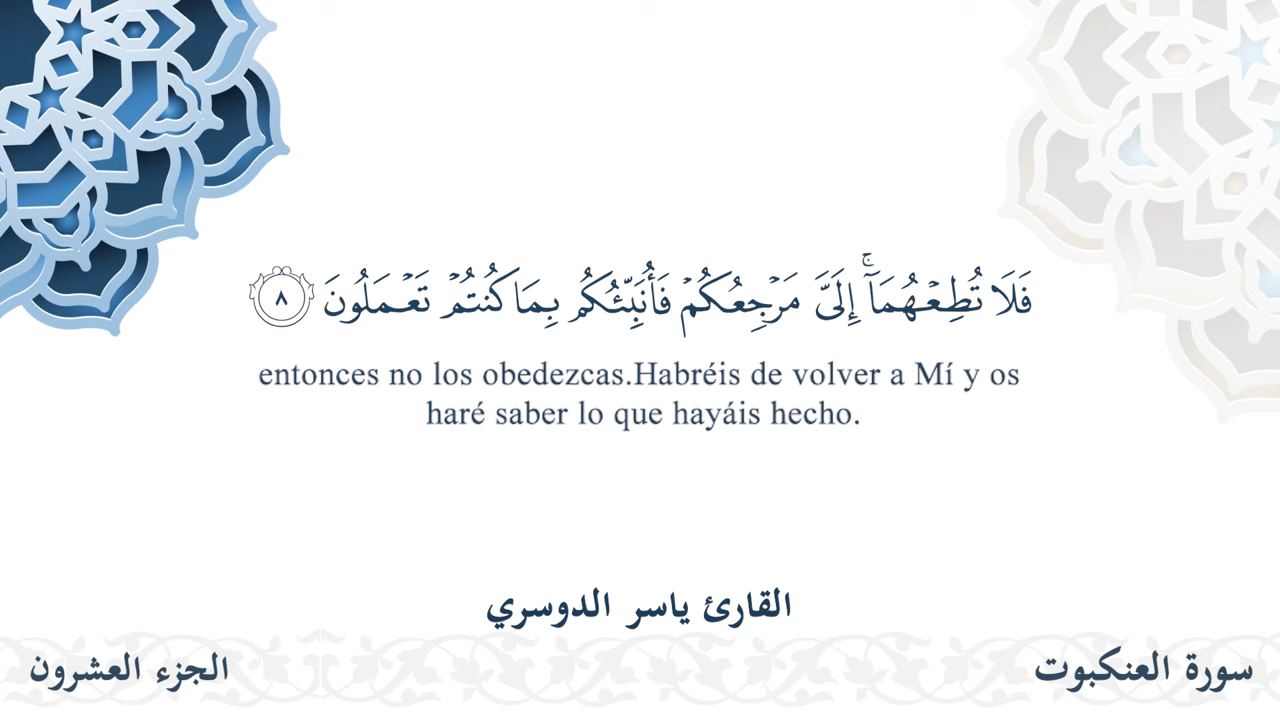 فَلَا تُطِعْهُمَآ ۚ إِلَىَّ مَرْجِعُكُمْ فَأُنَبِّئُكُم بِمَا كُنتُمْ تَعْمَلُونَ ٨
entonces no los obedezcas.Habréis de volver a Mí y os
haré saber lo que hayáis hecho.
القارئ ياسر الدوسري
سورة العنكبوت
الجزء العشرون